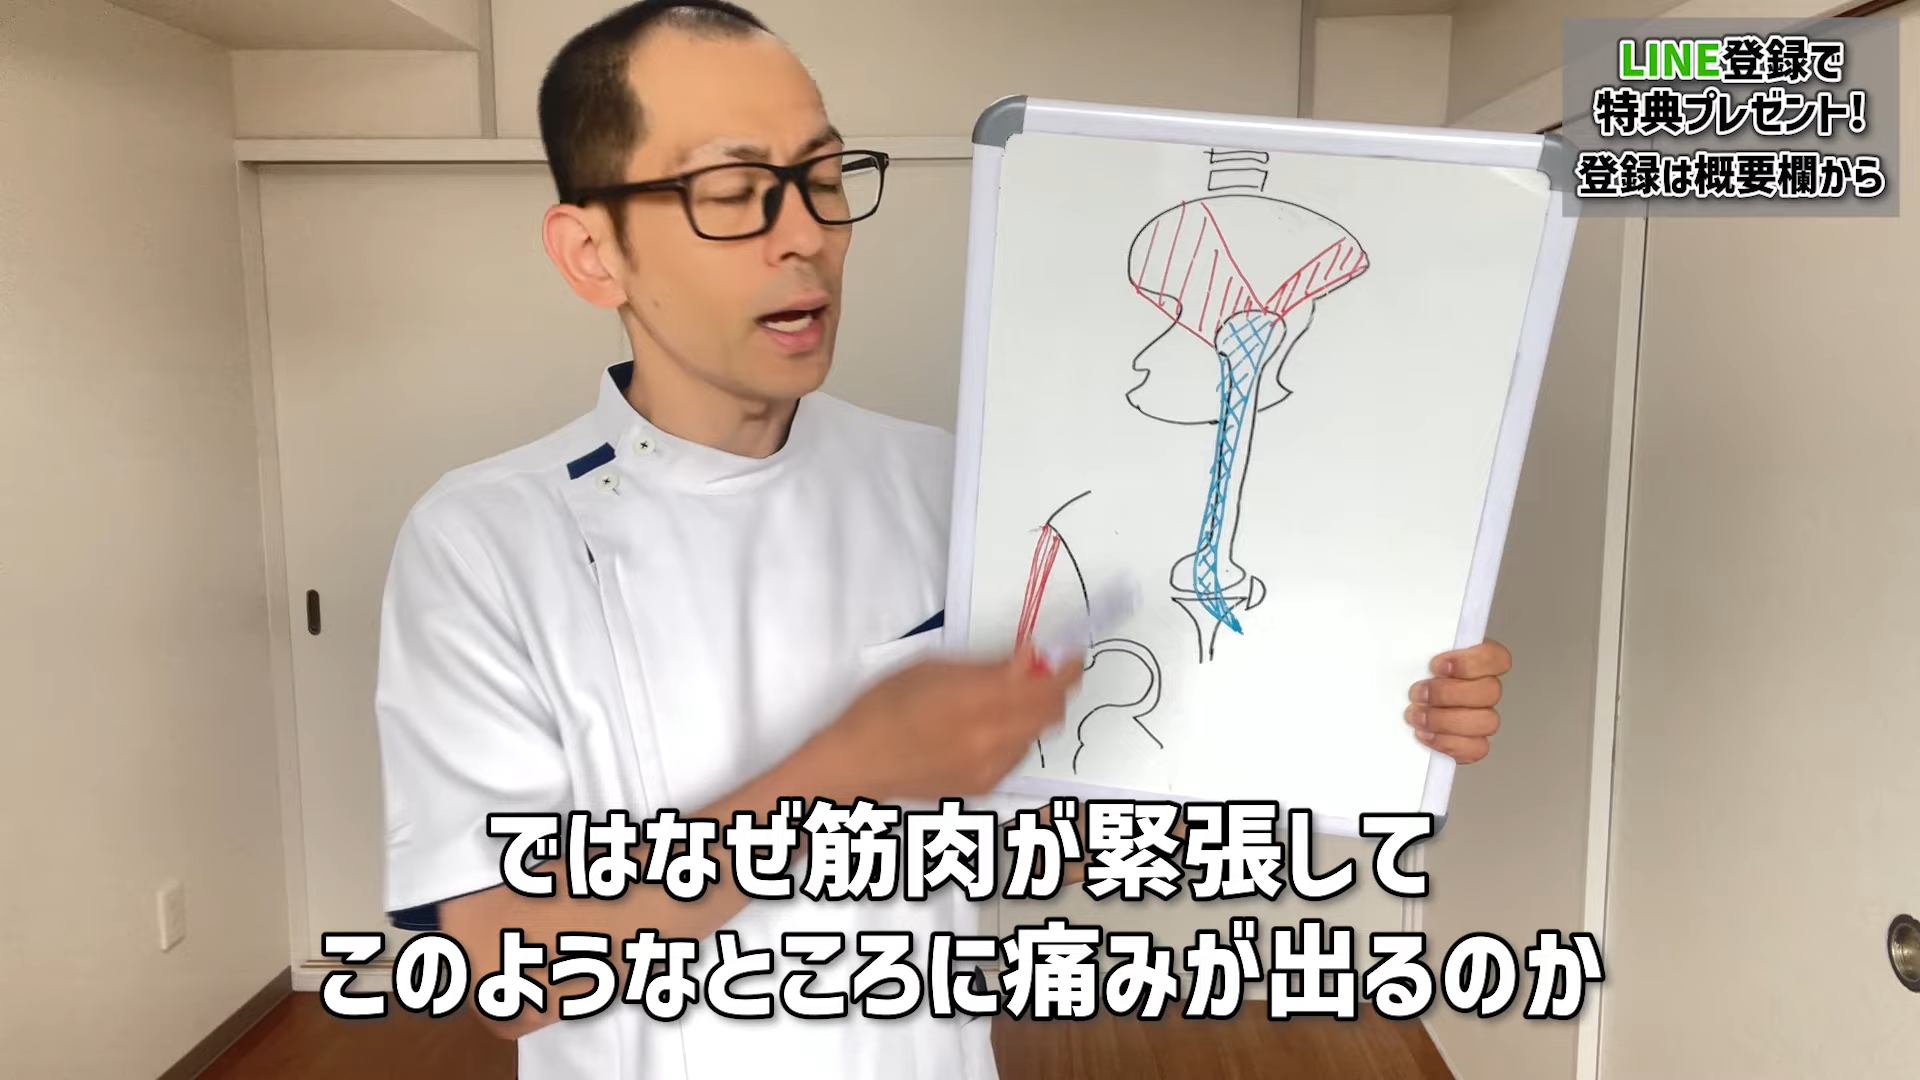 LINE登録で
特典プレゼント!
登録は概要欄から
ではなぜ筋肉が緊張して
このようなところに痛みが出るのか